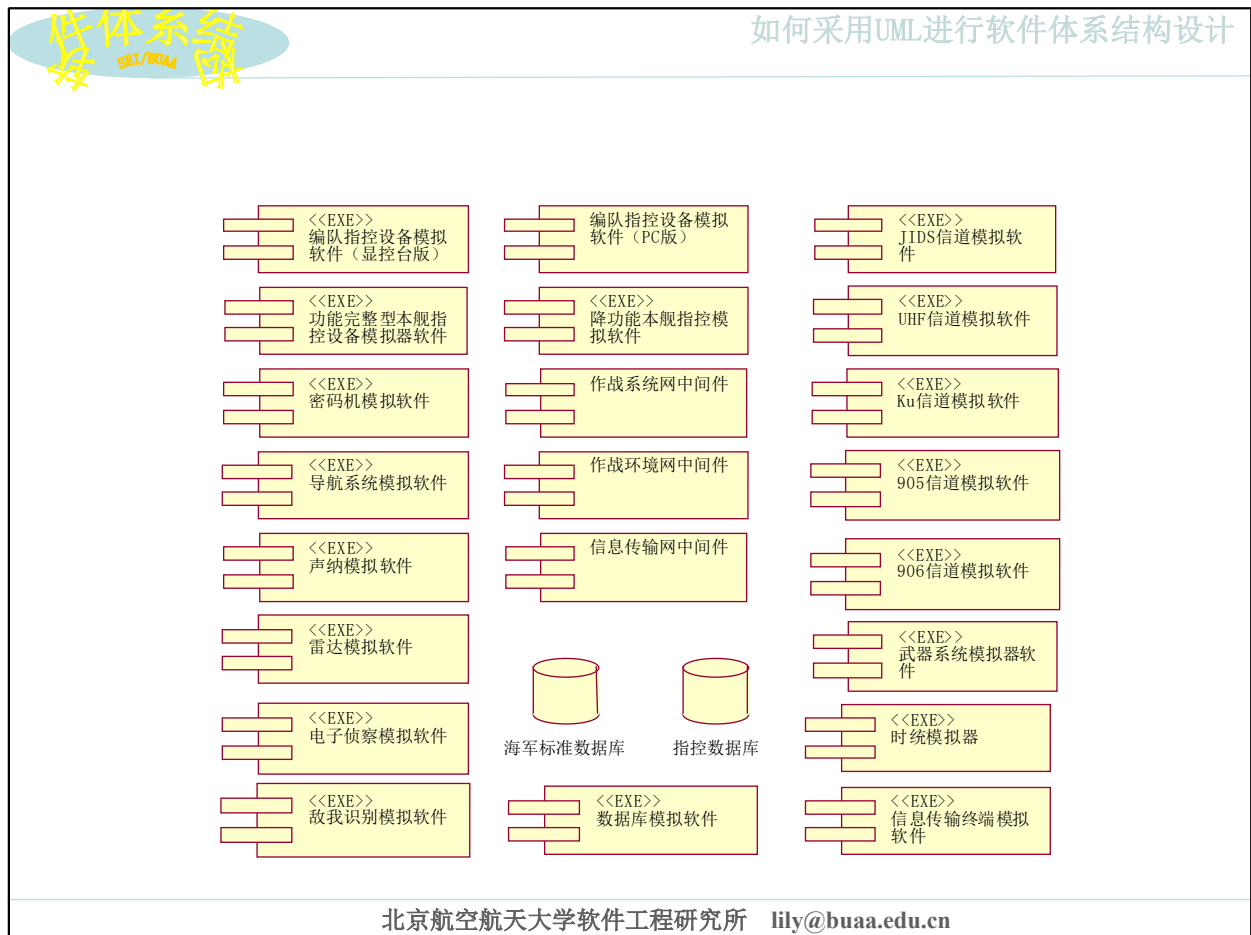 件体系结
软
构
SEI/BUAA
如何采用UML进行软件体系结构设计
<<EXE>>
编队指控设备模拟
软件（显控台版）
编队指控设备模拟
软件（PC版）
<<EXE>>
JIDS信道模拟软
件
<<EXE>>
功能完整型本舰指
控设备模拟器软件
<<EXE>>
降功能本舰指控模
拟软件
<<EXE>>
UHF信道模拟软件
<<EXE>>
密码机模拟软件
作战系统网中间件
<<EXE>>
Ku信道模拟软件
<<EXE>>
导航系统模拟软件
作战环境网中间件
<<EXE>>
905信道模拟软件
<<EXE>>
声纳模拟软件
信息传输网中间件
<<EXE>>
906信道模拟软件
<<EXE>>
雷达模拟软件
<<EXE>>
武器系统模拟器软
件
<<EXE>>
电子侦察模拟软件
海军标准数据库
指控数据库
<<EXE>>
时统模拟器
<<EXE>>
敌我识别模拟软件
<<EXE>>
数据库模拟软件
<<EXE>>
信息传输终端模拟
软件
北京航空航天大学软件工程研究所 lily@buaa.edu.cn